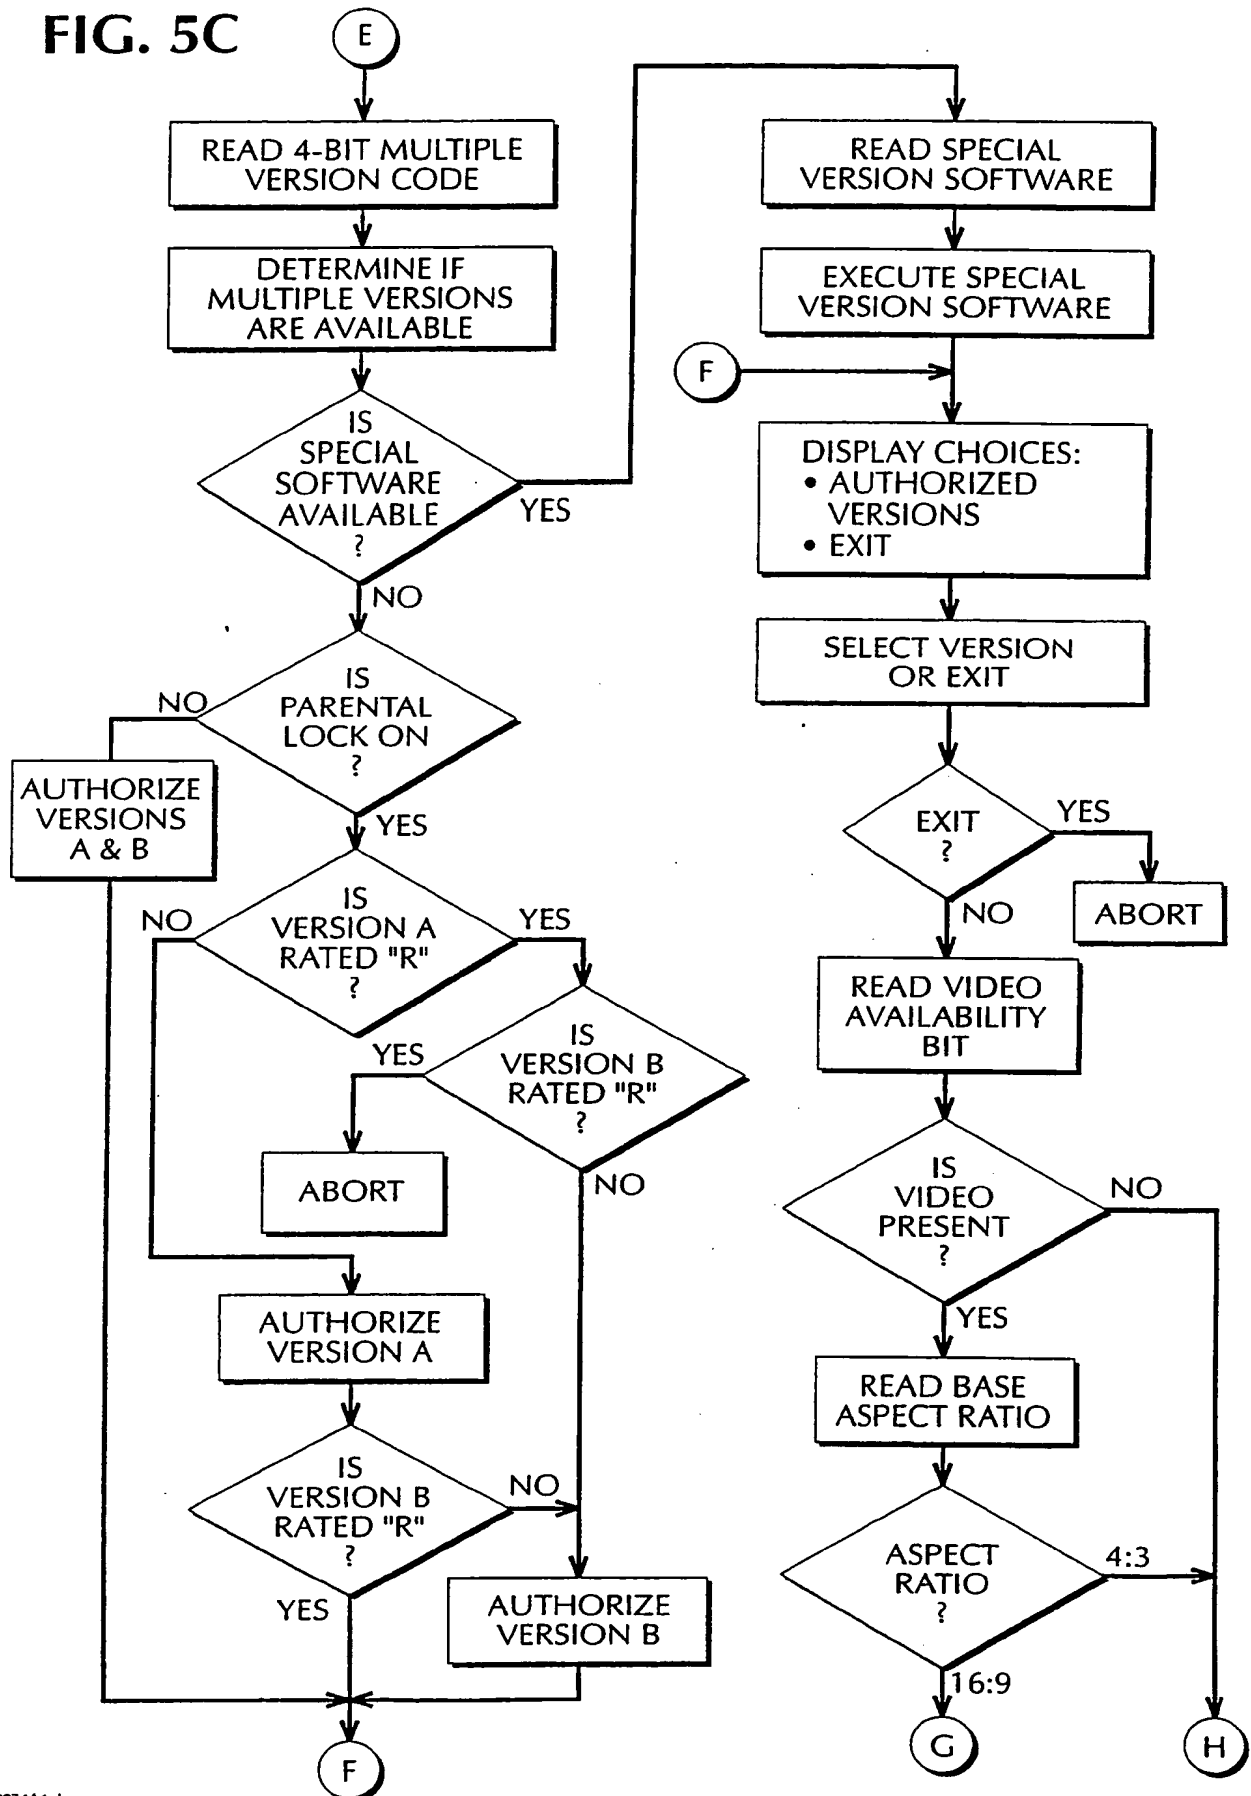 FIG. 5C
E
READ 4-BIT MULTIPLE
VERSION CODE
DETERMINE IF
MULTIPLE VERSIONS
ARE AVAILABLE
IS
SPECIAL
SOFTWARE
AVAILABLE
?
YES
NO
IS
PARENTAL
LOCK ON
?
NO
AUTHORIZE
VERSIONS
A & B
YES
IS
VERSION A
RATED "R"
?
NO
YES
IS
VERSION B
RATED "R"
?
YES
ABORT
NO
AUTHORIZE
VERSION A
IS
VERSION B
RATED "R"
?
NO
YES
AUTHORIZE
VERSION B
F
READ SPECIAL
VERSION SOFTWARE
EXECUTE SPECIAL
VERSION SOFTWARE
F
DISPLAY CHOICES:
• AUTHORIZED
VERSIONS
• EXIT
SELECT VERSION
OR EXIT
EXIT
?
YES
ABORT
NO
READ VIDEO
AVAILABILITY
BIT
IS
VIDEO
PRESENT
?
NO
YES
READ BASE
ASPECT RATIO
ASPECT
RATIO
?
4:3
16:9
G
H